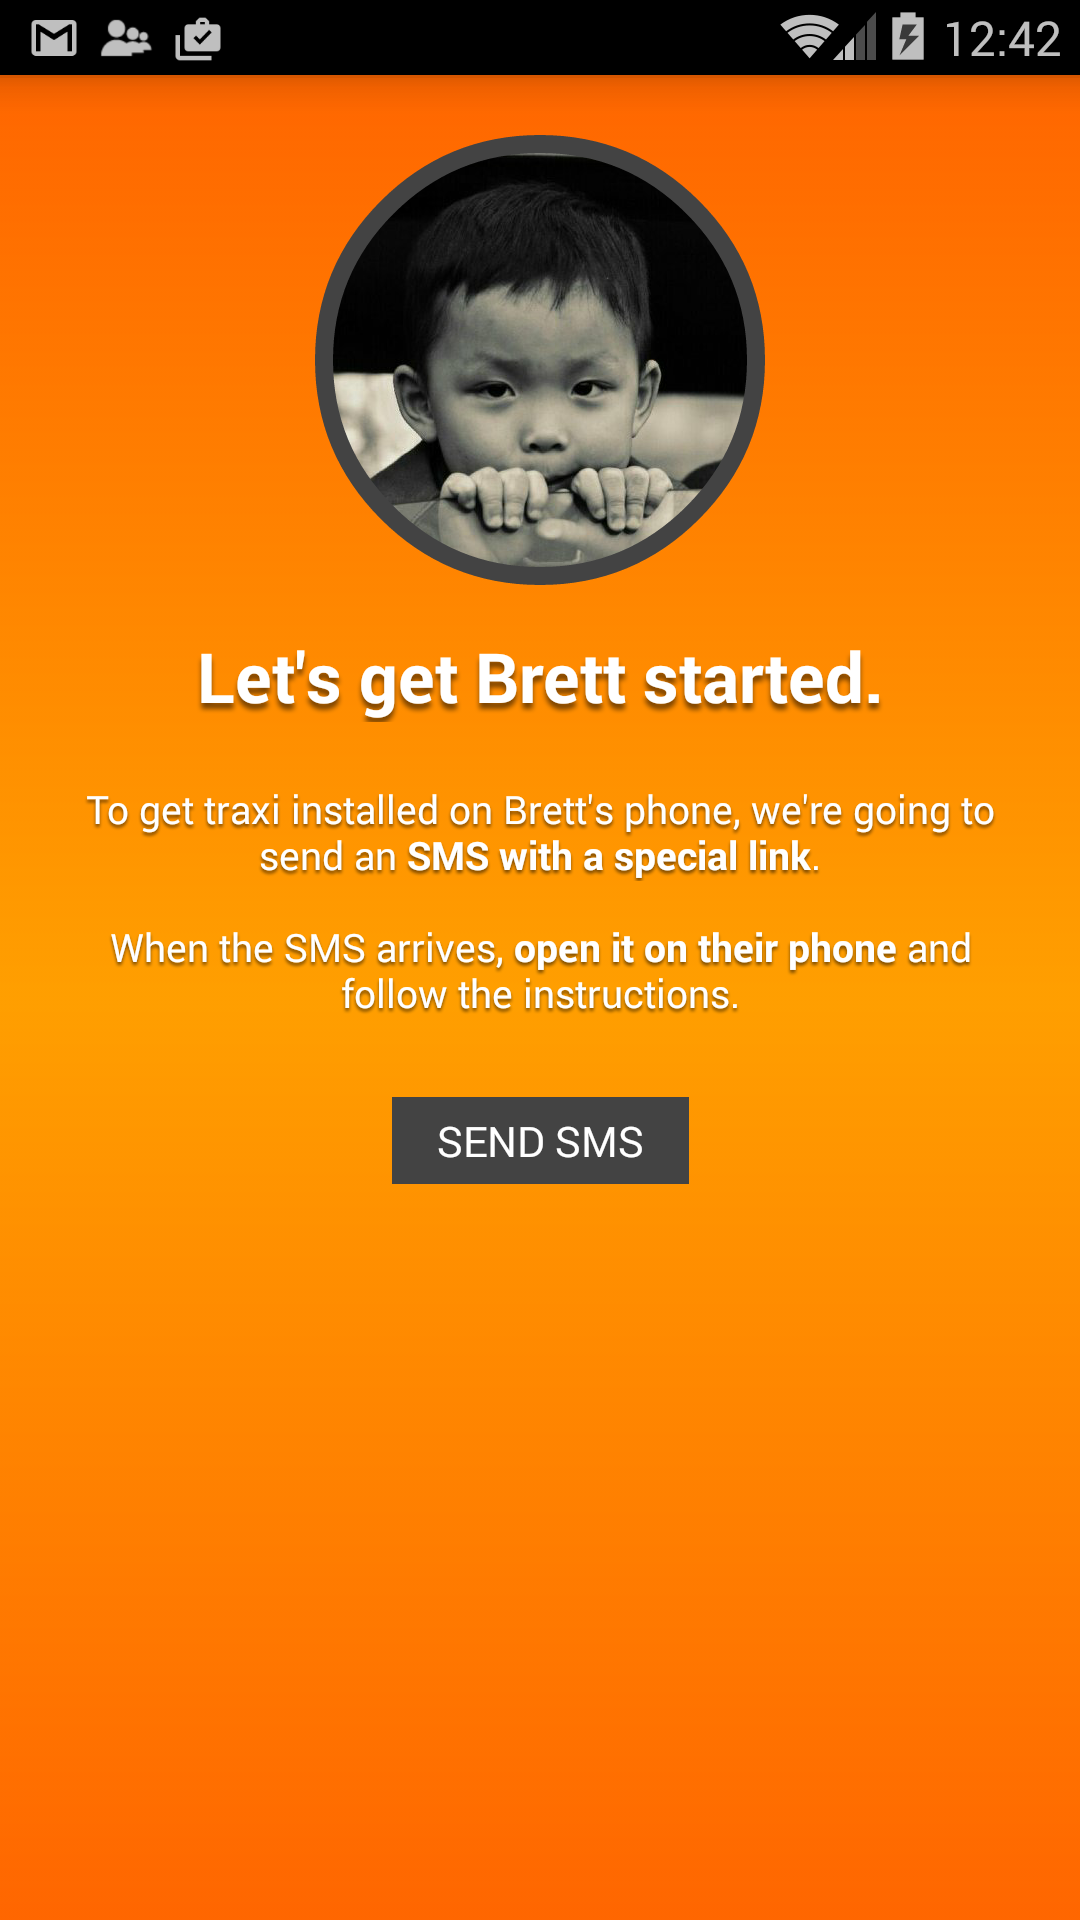 12:42
Let's get Brett started.
To get traxi installed on Brett's phone, we're going to
send an SMS with a special link.
When the SMS arrives, open it on their phone and
follow the instructions.
SEND SMS